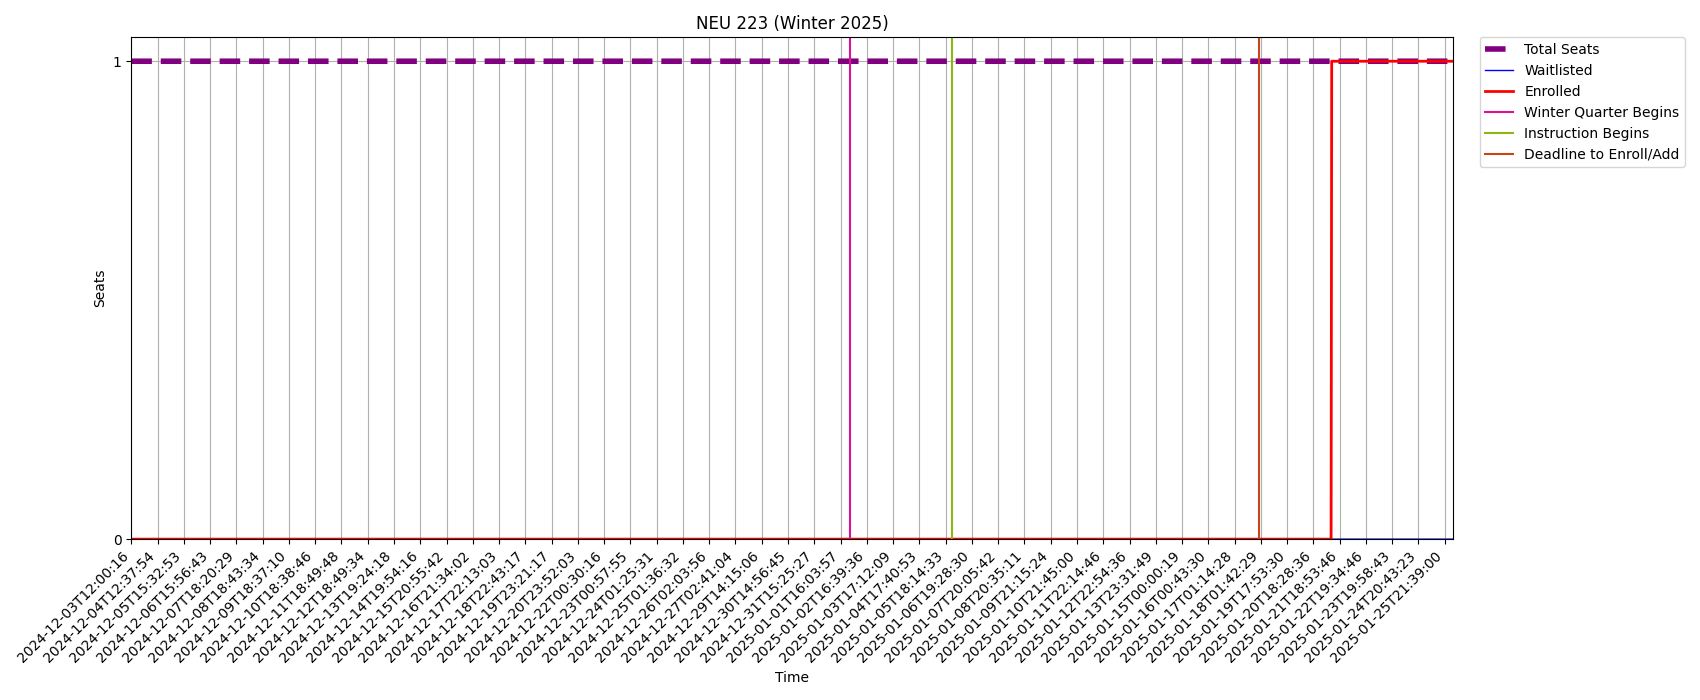 NEU 223 (Winter 2025)
Total Seats
Waitlisted
Enrolled
Winter Quarter Begins
Instruction Begins
Deadline to Enroll/Add
1
0
Seats
2024-12-03T12:00:16
2024-12-04T12:37:54
2024-12-05T15:32:53
2024-12-06T15:56:43
2024-12-07T18:20:29
2024-12-08T18:43:34
2024-12-09T18:37:10
2024-12-10T18:38:46
2024-12-11T18:49:48
2024-12-12T18:49:34
2024-12-13T19:24:18
2024-12-14T19:54:16
2024-12-15T20:55:42
2024-12-16T21:34:02
2024-12-17T22:13:03
2024-12-18T22:43:17
2024-12-19T23:21:17
2024-12-20T23:52:03
2024-12-22T00:30:16
2024-12-23T00:57:55
2024-12-24T01:25:31
2024-12-25T01:36:32
2024-12-26T02:03:56
2024-12-27T02:41:04
2024-12-29T14:15:06
2024-12-30T14:56:45
2024-12-31T15:25:27
2025-01-01T16:03:57
2025-01-02T16:39:36
2025-01-03T17:12:09
2025-01-04T17:40:53
2025-01-05T18:14:33
2025-01-06T19:28:30
2025-01-07T20:05:42
2025-01-08T20:35:11
2025-01-09T21:15:24
2025-01-10T21:45:00
2025-01-11T22:14:46
2025-01-12T22:54:36
2025-01-13T23:31:49
2025-01-15T00:00:19
2025-01-16T00:43:30
2025-01-17T01:14:28
2025-01-18T01:42:29
2025-01-19T17:53:30
2025-01-20T18:28:36
2025-01-21T18:53:46
2025-01-22T19:34:46
2025-01-23T19:58:43
2025-01-24T20:43:23
2025-01-25T21:39:00
Time